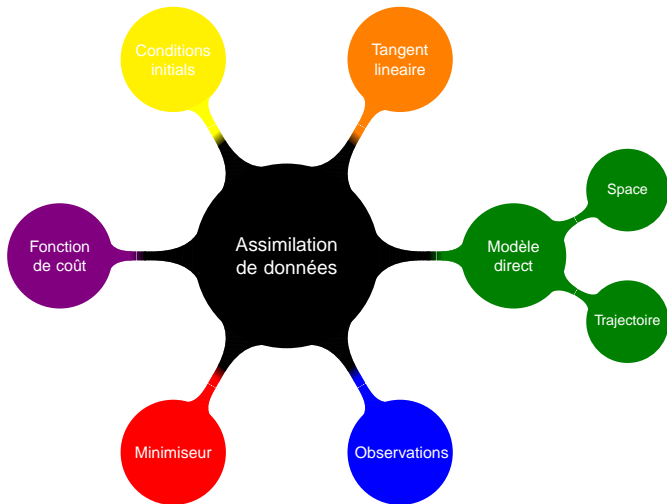 Conditions
initials
Tangent
lineaire
Space
Fonction
de coût
Assimilation
de données
Modèle
direct
Trajectoire
Minimiseur
Observations